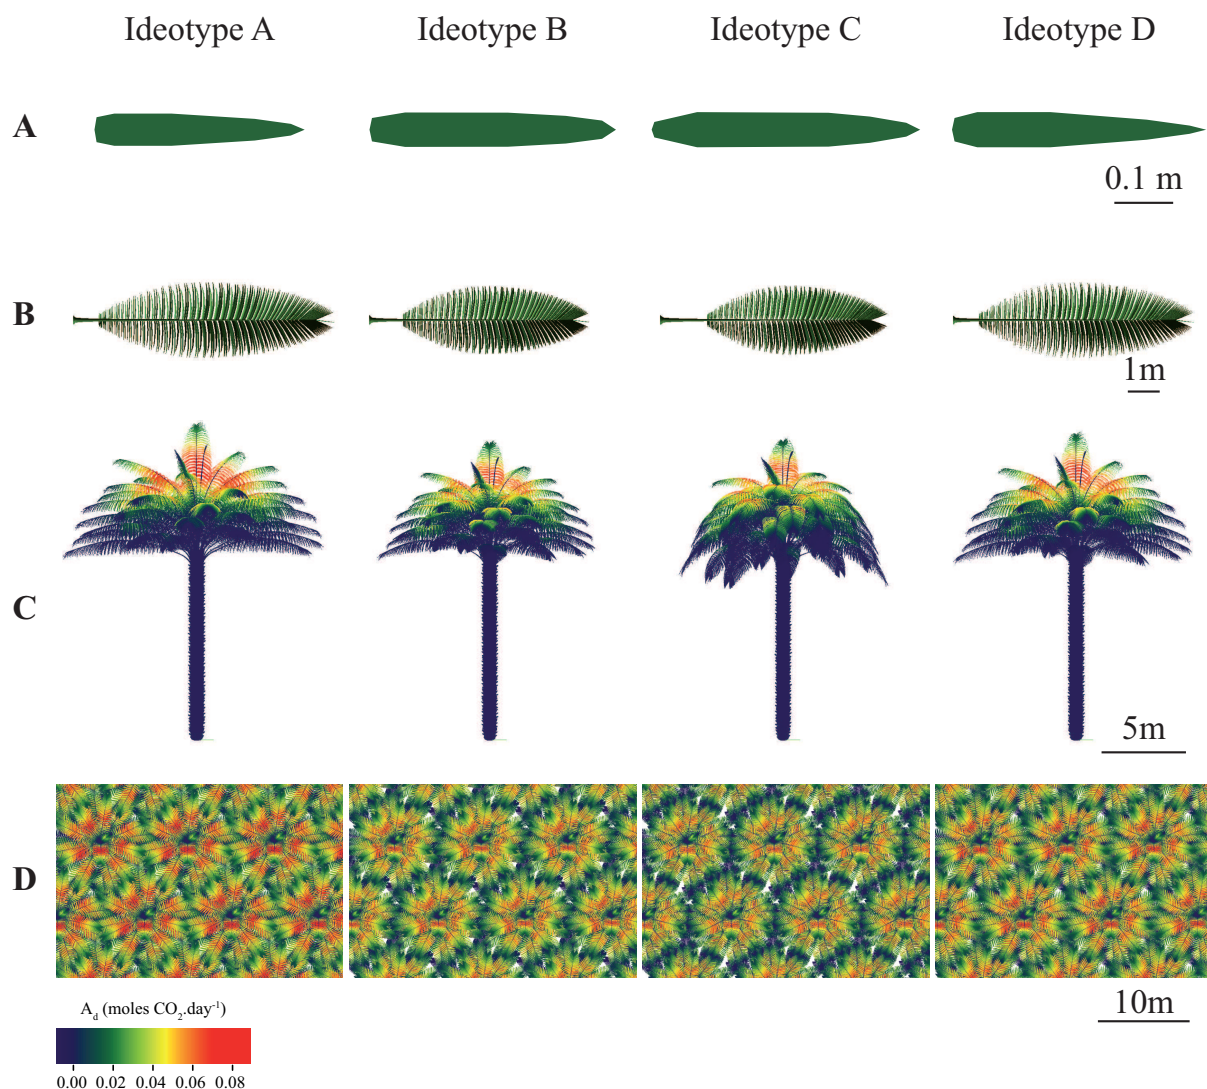 Ideotype A Ideotype B Ideotype C Ideotype D
A
0.1 m
B
1m
C
5m
D
10m
A_d (moles CO₂.day⁻¹)
0.00 0.02 0.04 0.06 0.08